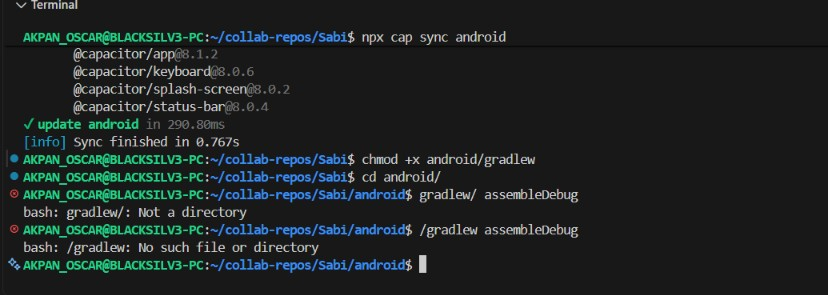 Terminal
AKPAN_OSCAR@BLACKSILV3-PC:~/collab-repos/Sabi$ npx cap sync android
@capacitor/app@8.1.2
@capacitor/keyboard@8.0.6
@capacitor/splash-screen@8.0.2
@capacitor/status-bar@8.0.4
✓ update android in 290.80ms
[info] Sync finished in 0.767s
AKPAN_OSCAR@BLACKSILV3-PC:~/collab-repos/Sabi$ chmod +x android/gradlew
AKPAN_OSCAR@BLACKSILV3-PC:~/collab-repos/Sabi$ cd android/
AKPAN_OSCAR@BLACKSILV3-PC:~/collab-repos/Sabi/android$ gradlew/ assembleDebug
bash: gradlew/: Not a directory
AKPAN_OSCAR@BLACKSILV3-PC:~/collab-repos/Sabi/android$ /gradlew assembleDebug
bash: /gradlew: No such file or directory
AKPAN_OSCAR@BLACKSILV3-PC:~/collab-repos/Sabi/android$